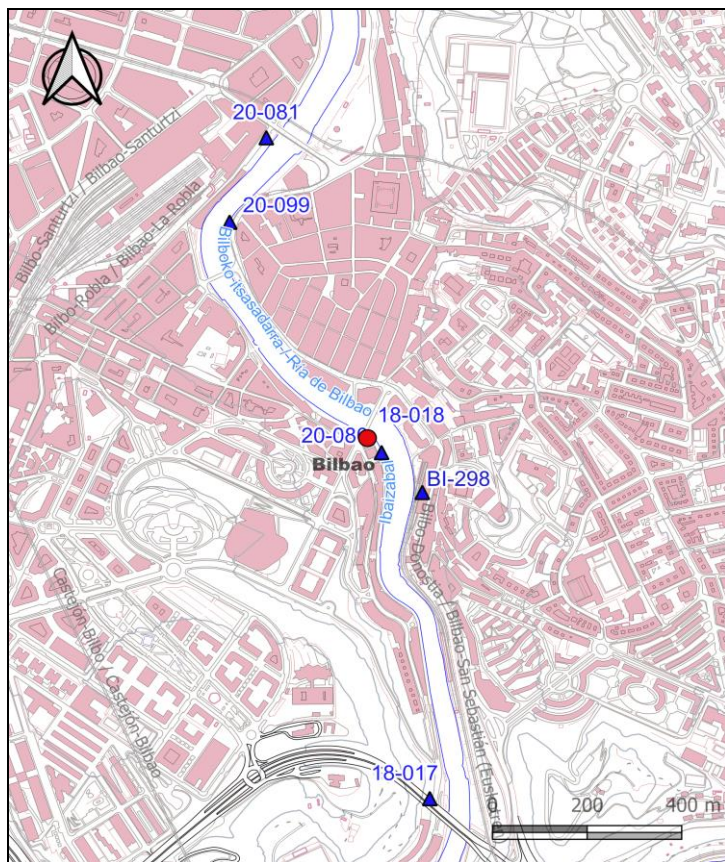 20-081
Bilbao-Santurtzi / Bilbo-Santurtzi
20-099
Bilbo-Robla / Bilbao-La Robla
Bilboko itsasadarra / Ría de Bilbao
18-018
20-08
Bilbao
BI-298
Ibaizabal
Bilbo-Donostia / Bilbao-San Sebastián (Euskotre
Castejón-Bilbo / Castejón-Bilbao
18-017
0 200 400 m